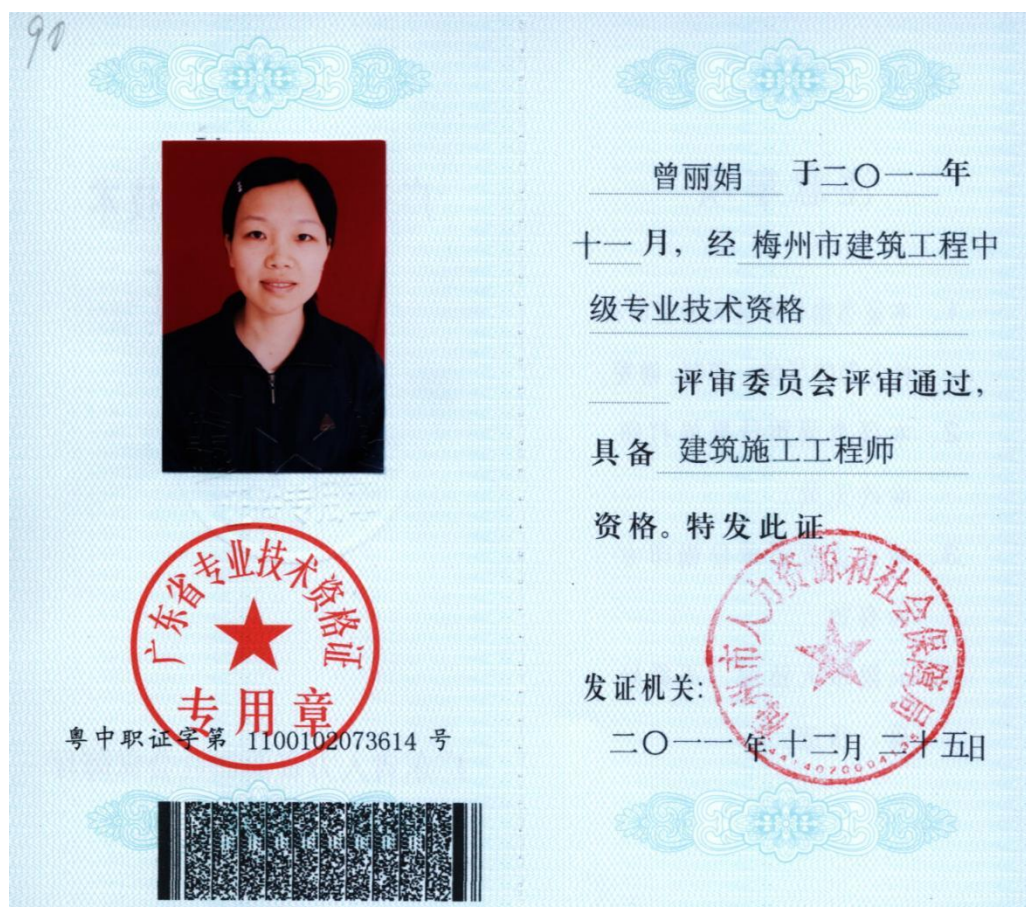 90
广东省专业技术资格证
专用章
粤中职证字第 1100102073614 号
曾丽娟 于二〇一一年
十一月，经 梅州市建筑工程中
级专业技术资格
评审委员会评审通过，
具备 建筑施工工程师
资格。特发此证
梅州市人力资源和社会保障局
发证机关：
二〇一一年十二月二十五日